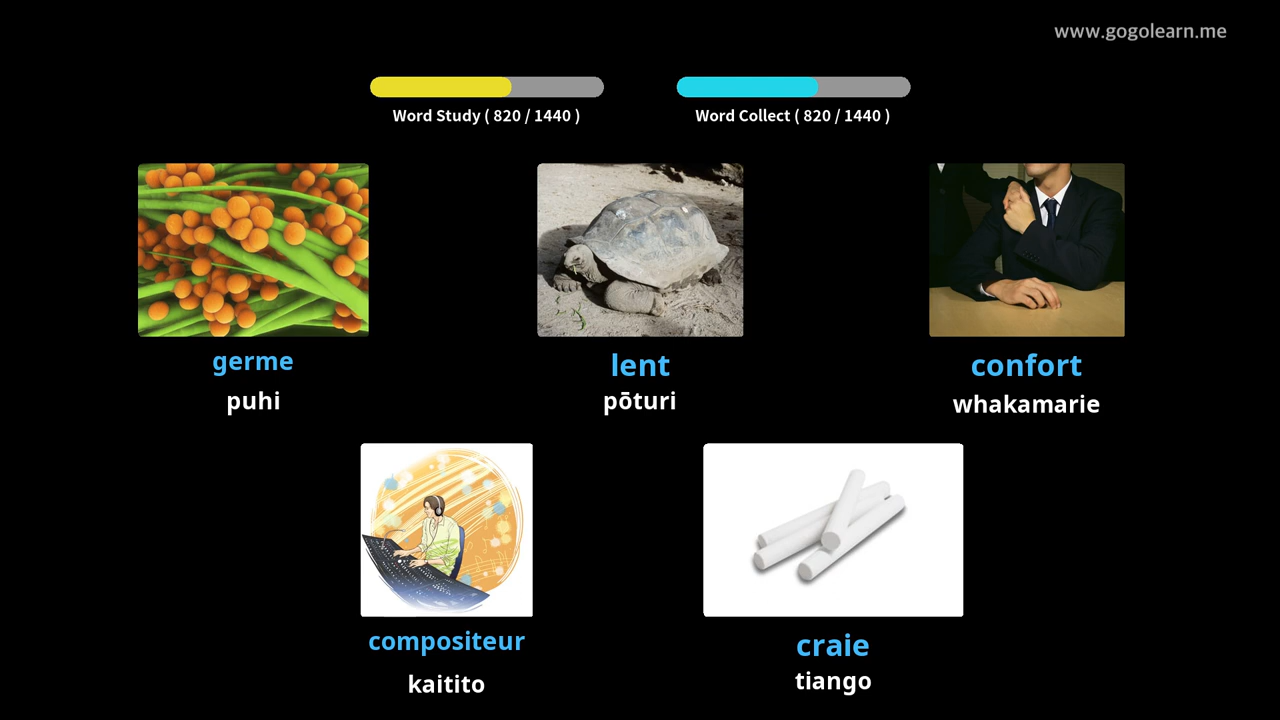 www.gogolearn.me
Word Study ( 820 / 1440 )
Word Collect ( 820 / 1440 )
germe
puhi
lent
pōturi
confort
whakamarie
compositeur
kaitito
craie
tiango